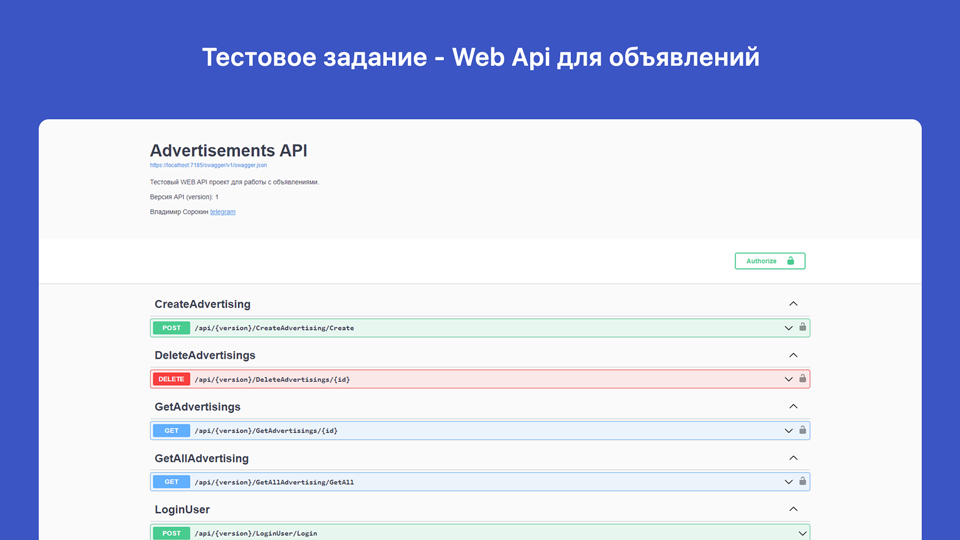 Тестовое задание - Web Api для объявлений
Advertisements API
https://localhost:7185/swagger/v1/swagger.json
Тестовый WEB API проект для работы с объявлениями.
Версия API (version): 1
Владимир Сорокин telegram
Authorize
CreateAdvertising
POST /api/{version}/CreateAdvertising/Create
DeleteAdvertisings
DELETE /api/{version}/DeleteAdvertisings/{id}
GetAdvertisings
GET /api/{version}/GetAdvertisings/{id}
GetAllAdvertising
GET /api/{version}/GetAllAdvertising/GetAll
LoginUser
POST /api/{version}/LoginUser/Login